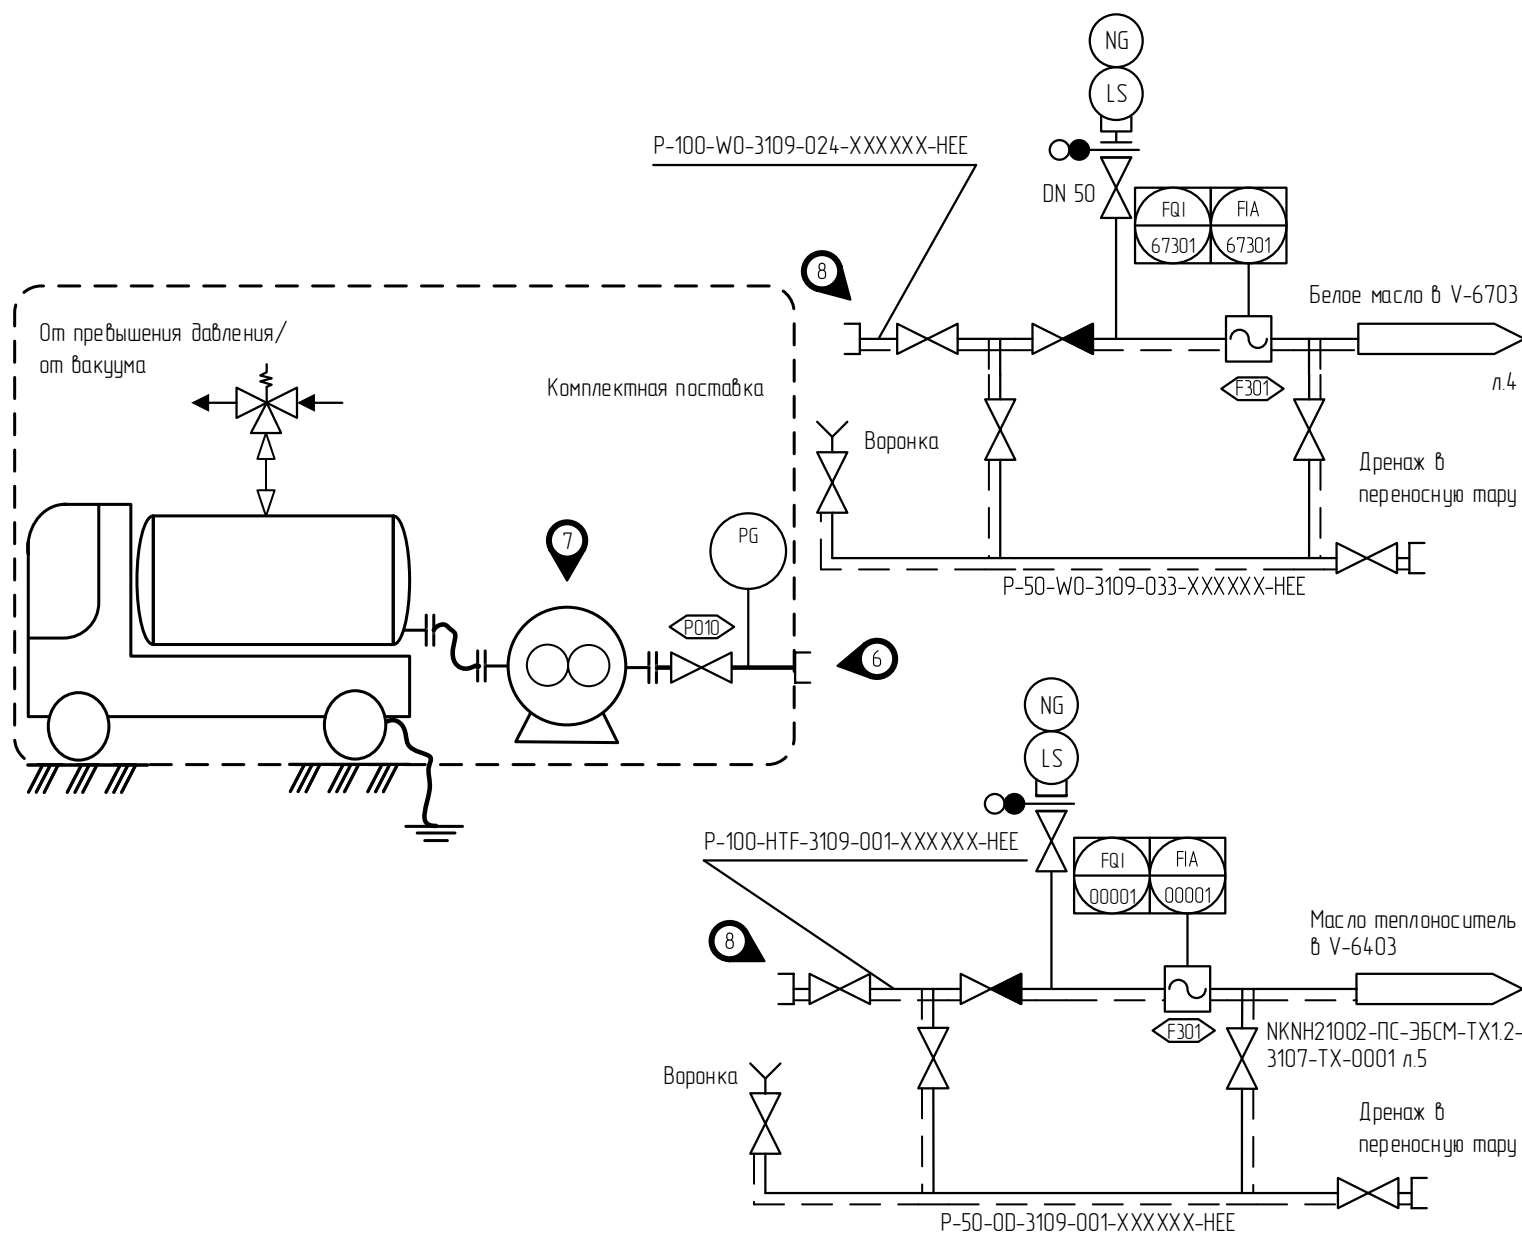 NG
LS
P-100-WO-3109-024-XXXXXX-HEE
DN 50
FQI
FIA
67301
67301
8
Белое масло в V-6703
От превышения давления/
от вакуума
Комплектная поставка
F301
л.4
Воронка
Дренаж в
переносную тару
7
PG
P-50-WO-3109-033-XXXXXX-HEE
P010
6
NG
LS
P-100-HTF-3109-001-XXXXXX-HEE
FQI
FIA
00001
00001
8
Масло теплоноситель
в V-6403
F301
NKNH21002-ПС-ЭБСМ-ТХ1.2-
3107-ТХ-0001 л.5
Воронка
Дренаж в
переносную тару
P-50-OD-3109-001-XXXXXX-HEE